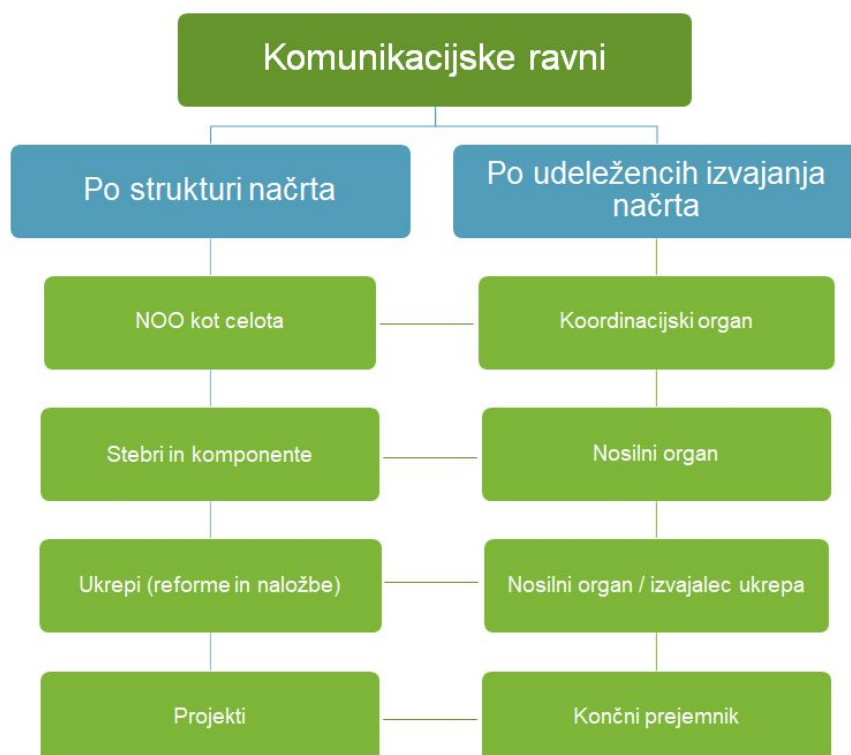 Komunikacijske ravni
Po strukturi načrta
Po udeležencih izvajanja
načrta
NOO kot celota
Koordinacijski organ
Stebri in komponente
Nosilni organ
Ukrepi (reforme in naložbe)
Nosilni organ / izvajalec ukrepa
Projekti
Končni prejemnik